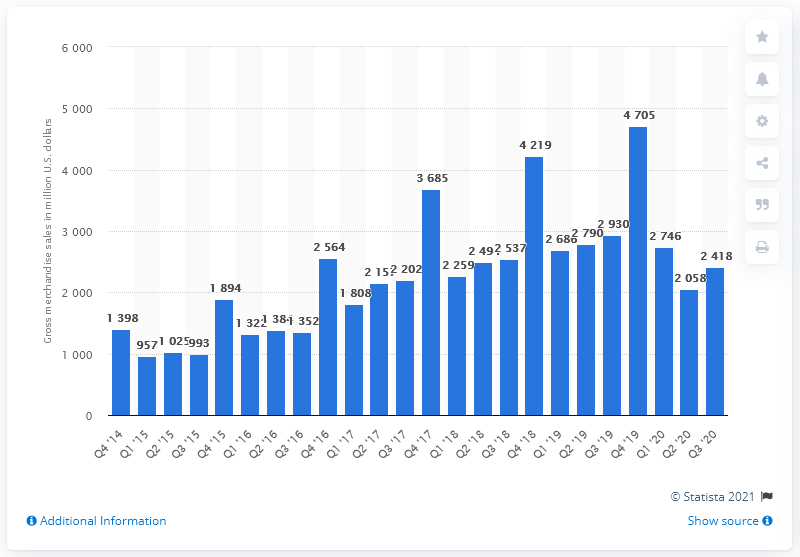 6 000
5 000
4 000
3 000
2 000
1 000
0
Gross merchandise sales in million U.S. dollars
1 398
957
1 025
993
1 894
1 352
2 564
1 808
2 202
3 685
2 259
2 537
4 219
2 686
2 790
2 930
4 705
2 746
2 058
2 418
Q4 '14
Q1 '15
Q2 '15
Q3 '15
Q4 '15
Q1 '16
Q2 '16
Q3 '16
Q4 '16
Q1 '17
Q2 '17
Q3 '17
Q4 '17
Q1 '18
Q2 '18
Q3 '18
Q4 '18
Q1 '19
Q2 '19
Q3 '19
Q4 '19
Q1 '20
Q2 '20
Q3 '20
© Statista 2021
Additional Information
Show source